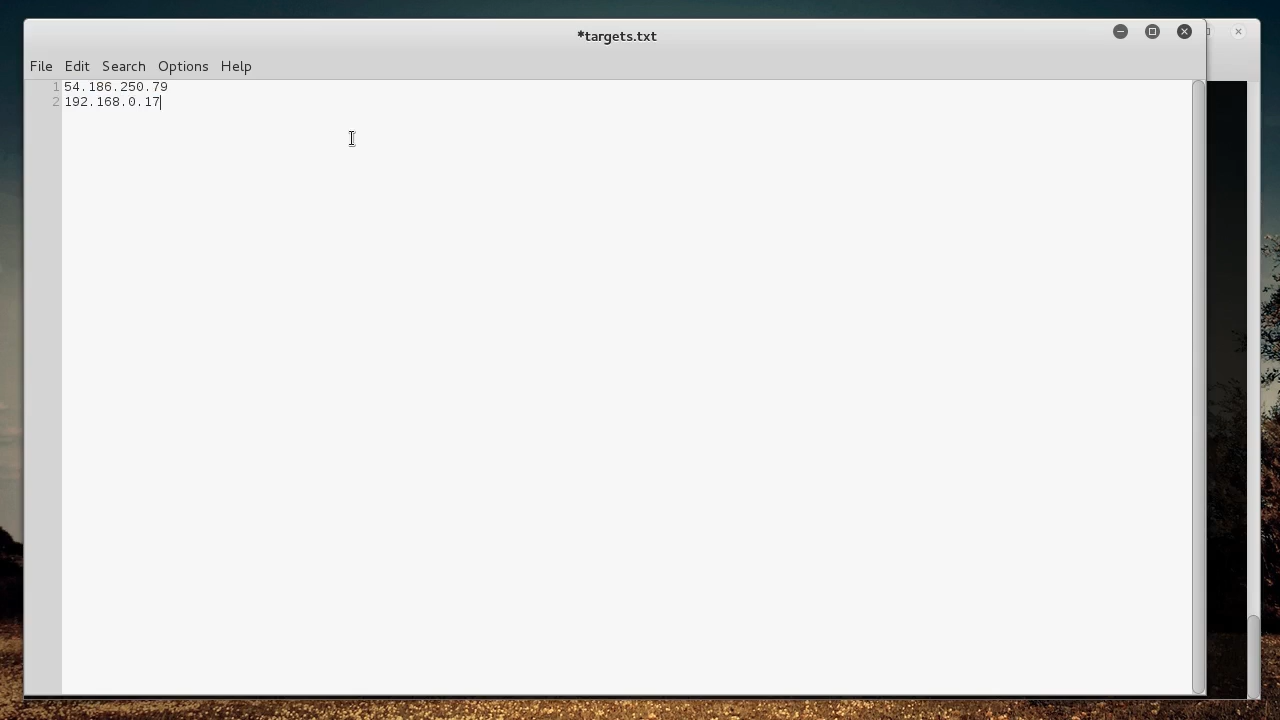 *targets.txt
File Edit Search Options Help
1 54.186.250.79
2 192.168.0.17